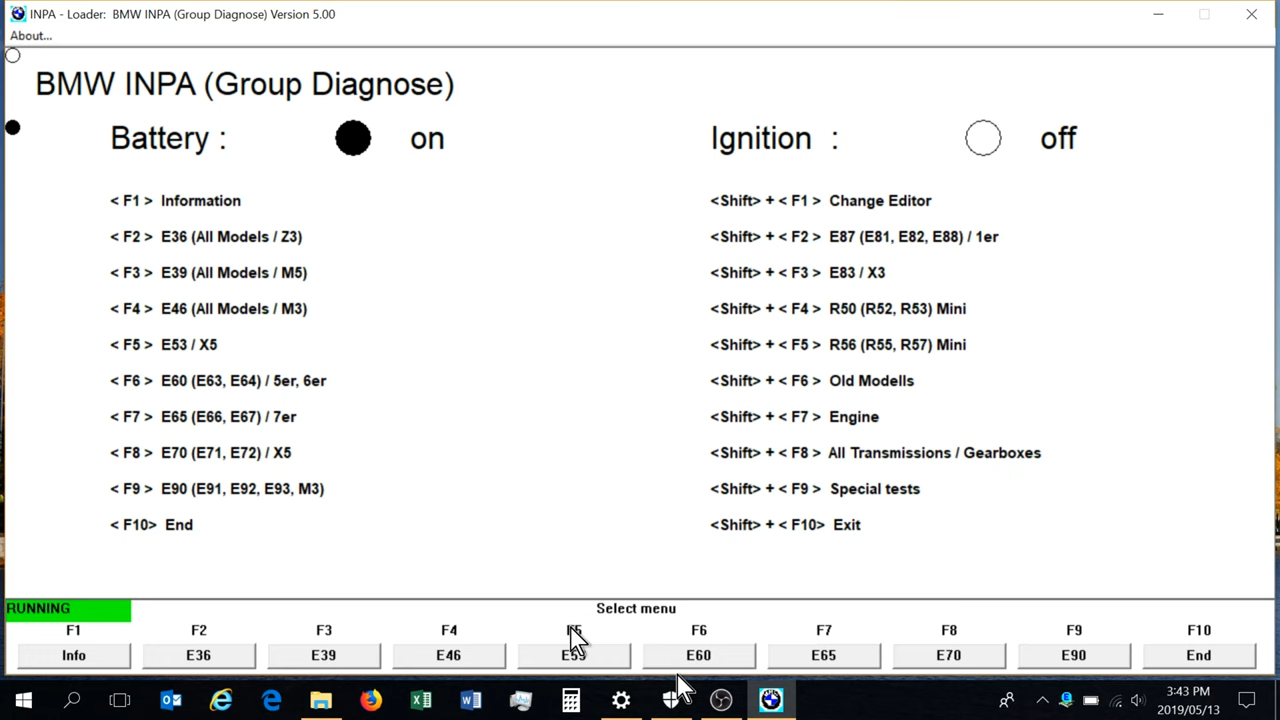 INPA - Loader: BMW INPA (Group Diagnose) Version 5.00
About...
BMW INPA (Group Diagnose)
Battery : on
Ignition : off
< F1 > Information
< F2 > E36 (All Models / Z3)
< F3 > E39 (All Models / M5)
< F4 > E46 (All Models / M3)
< F5 > E53 / X5
< F6 > E60 (E63, E64) / 5er, 6er
< F7 > E65 (E66, E67) / 7er
< F8 > E70 (E71, E72) / X5
< F9 > E90 (E91, E92, E93, M3)
< F10> End
<Shift> + < F1 > Change Editor
<Shift> + < F2 > E87 (E81, E82, E88) / 1er
<Shift> + < F3 > E83 / X3
<Shift> + < F4 > R50 (R52, R53) Mini
<Shift> + < F5 > R56 (R55, R57) Mini
<Shift> + < F6 > Old Modells
<Shift> + < F7 > Engine
<Shift> + < F8 > All Transmissions / Gearboxes
<Shift> + < F9 > Special tests
<Shift> + < F10> Exit
RUNNING
Select menu
F1 F2 F3 F4 F5 F6 F7 F8 F9 F10
Info E36 E39 E46 E53 E60 E65 E70 E90 End
3:43 PM
2019/05/13